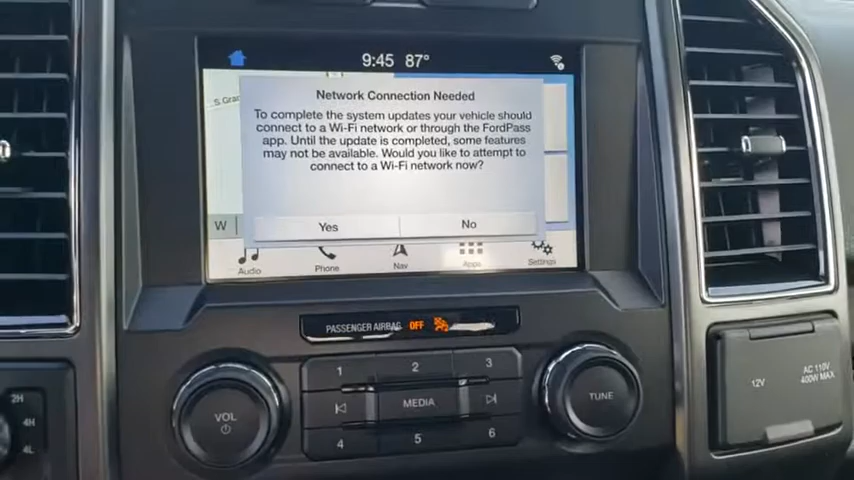 9:45 87°
S Gra
Network Connection Needed
To complete the system updates your vehicle should
connect to a Wi-Fi network or through the FordPass
app. Until the update is completed, some features
may not be available. Would you like to attempt to
connect to a Wi-Fi network now?
W
Yes
No
Audio
Phone
Nav
Apps
Settings
PASSENGER AIRBAG OFF
1
2
3
VOL
MEDIA
TUNE
4
5
6
2H
4H
4L
12V
AC 110V
400W MAX